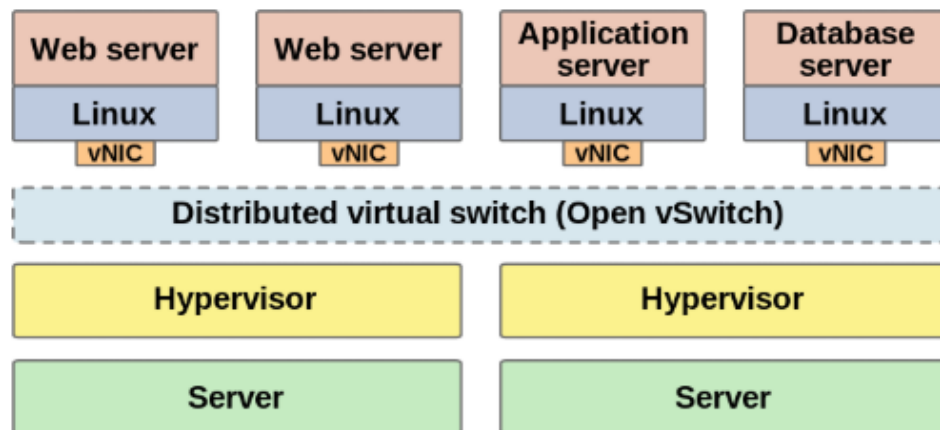 Web server
Web server
Application
server
Database
server
Linux
Linux
Linux
Linux
vNIC
vNIC
vNIC
vNIC
Distributed virtual switch (Open vSwitch)
Hypervisor
Hypervisor
Server
Server